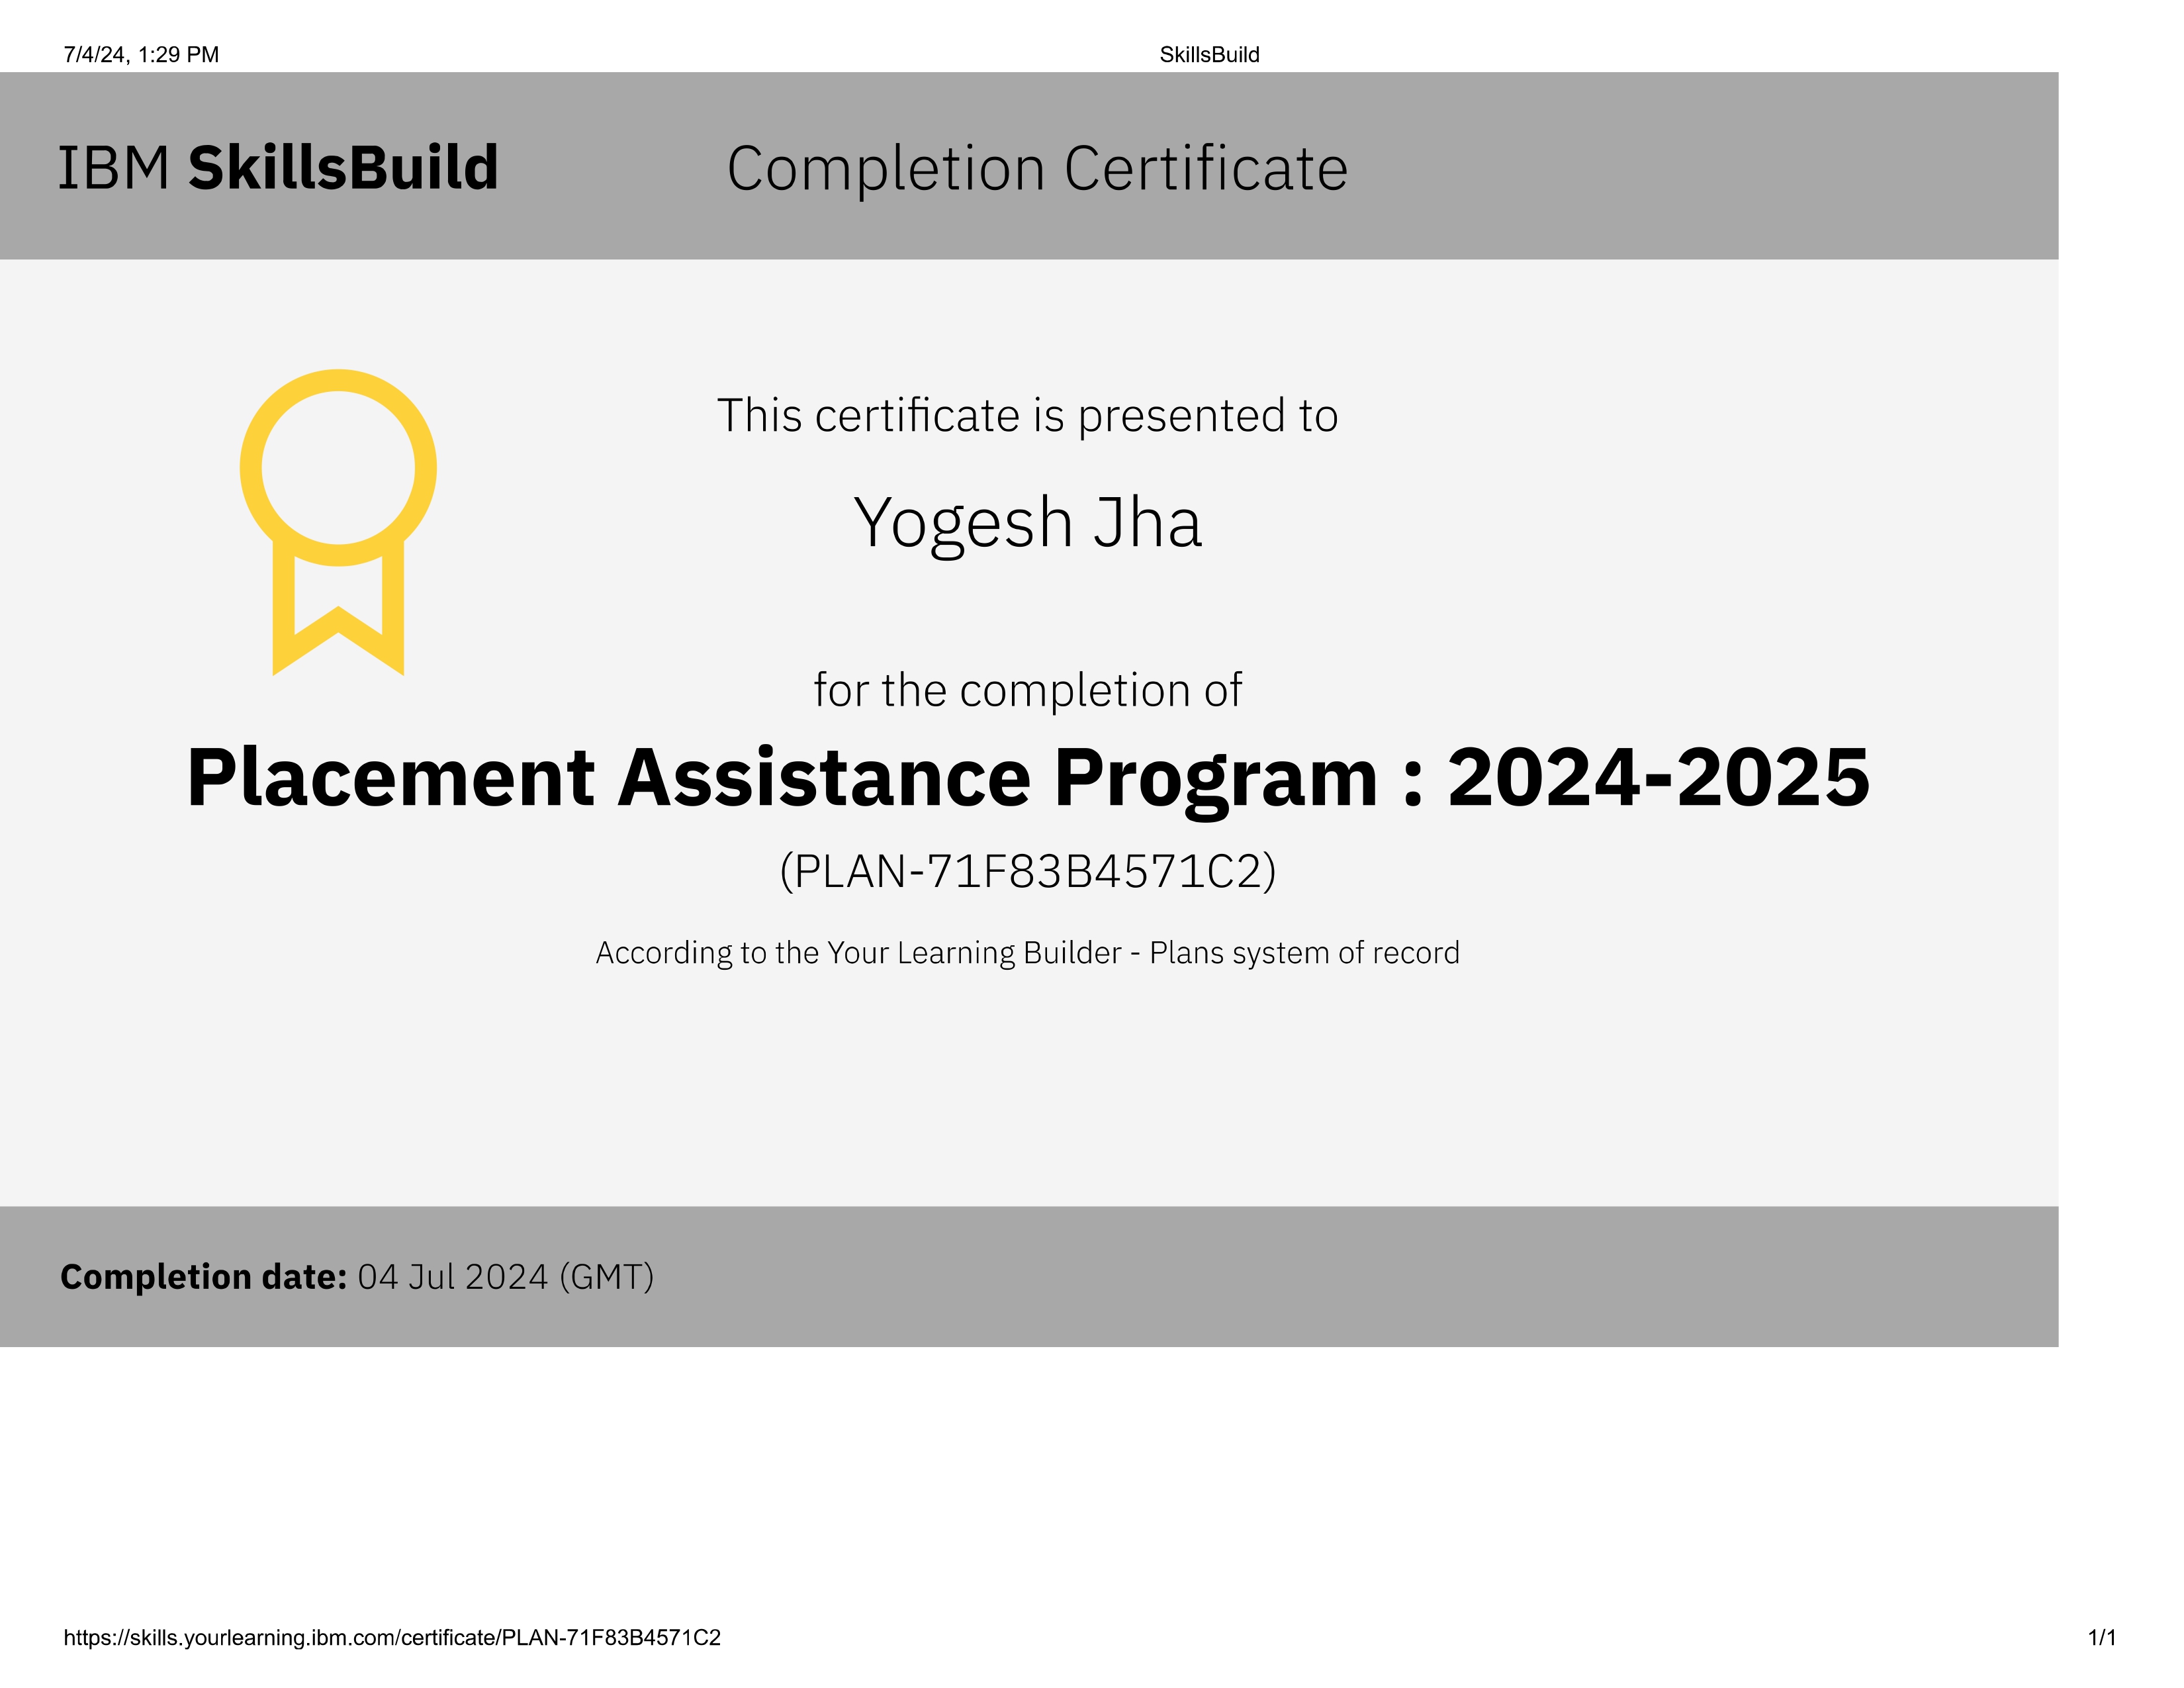 7/4/24, 1:29 PM SkillsBuild
IBM SkillsBuild Completion Certificate
This certificate is presented to
Yogesh Jha
for the completion of
Placement Assistance Program : 2024-2025
(PLAN-71F83B4571C2)
According to the Your Learning Builder - Plans system of record
Completion date: 04 Jul 2024 (GMT)
https://skills.yourlearning.ibm.com/certificate/PLAN-71F83B4571C2 1/1